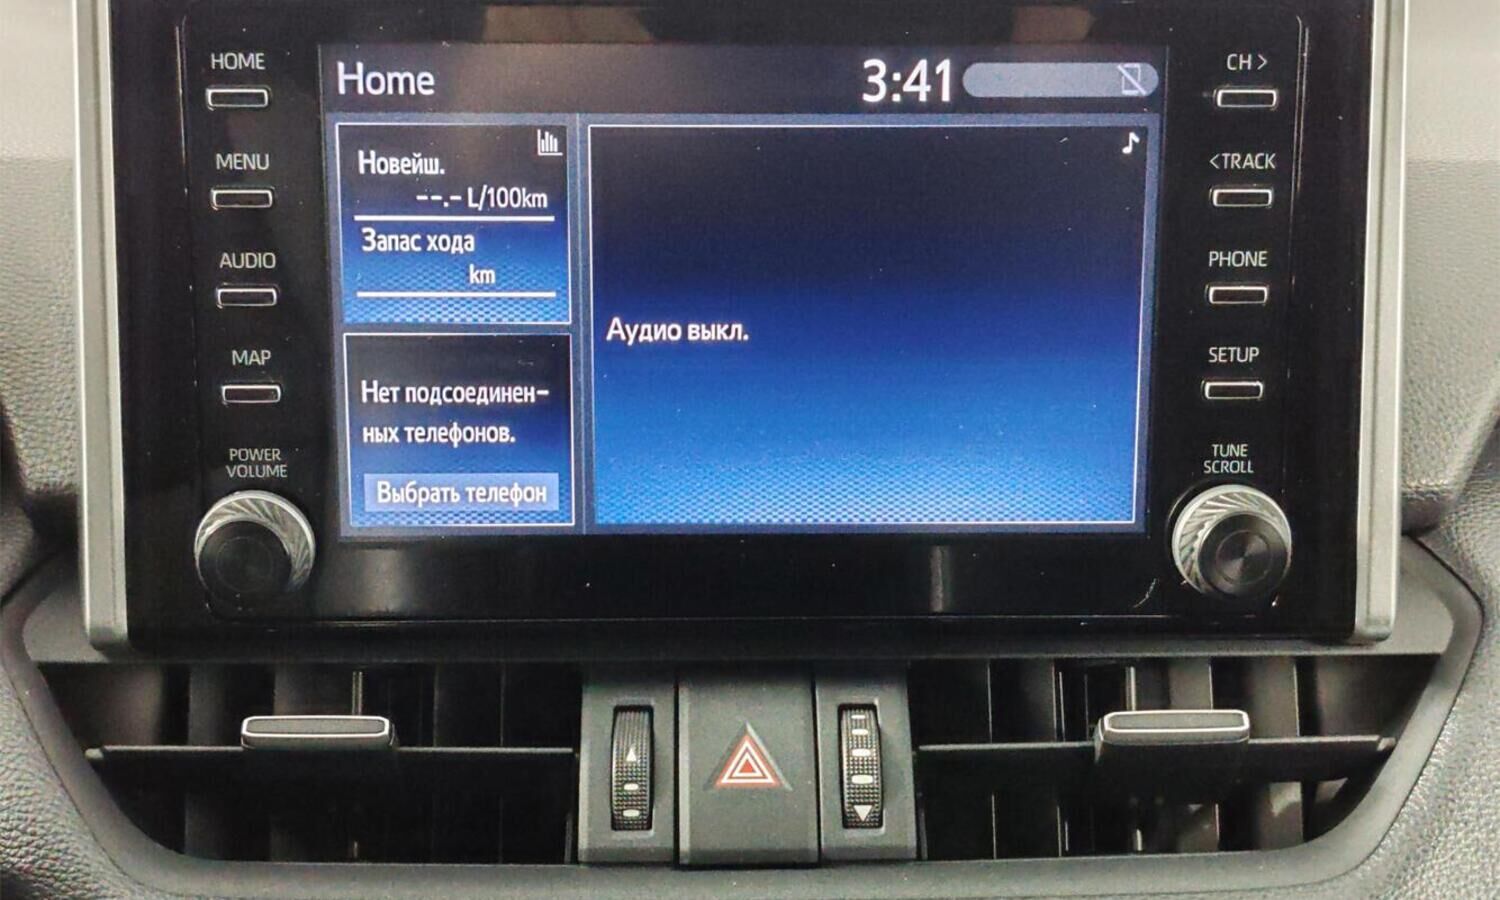 HOME
MENU
AUDIO
MAP
POWER
VOLUME
Home
3:41
Новейш.
--.- L/100km
Запас хода
km
Нет подсоединен-
ных телефонов.
Выбрать телефон
Аудио выкл.
CH >
< TRACK
PHONE
SETUP
TUNE
SCROLL